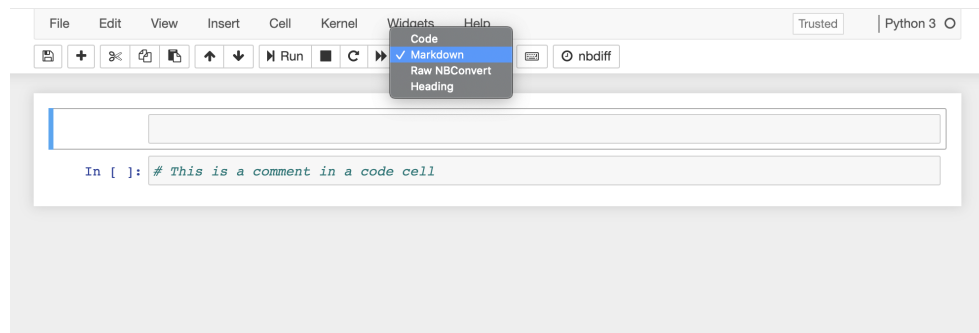 File Edit View Insert Cell Kernel Widgets Help Trusted Python 3
Run nbdiff
Code
✓ Markdown
Raw NBConvert
Heading
In [ ]: # This is a comment in a code cell